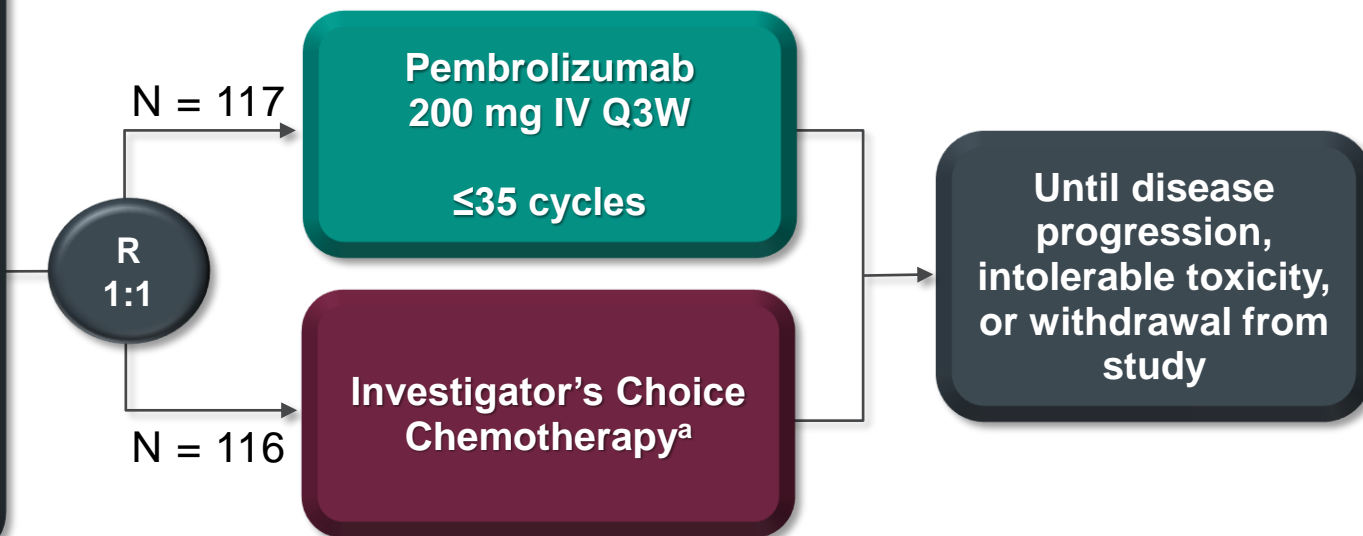 N = 117
R
1:1
N = 116
Pembrolizumab
200 mg IV Q3W
≤35 cycles
Investigator’s Choice
Chemotherapyᵃ
Until disease
progression,
intolerable toxicity,
or withdrawal from
study